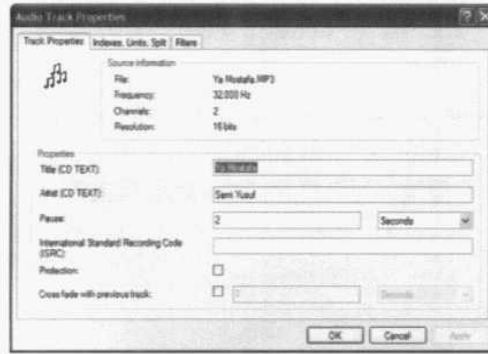 Audio Track Properties
Track Properties Indexes, Limits, Split Filters
Source information
File: Ya Mostafa.MP3
Frequency: 32.000 Hz
Channels: 2
Resolution: 16 bits
Properties
Title (CD TEXT): Ya Mostafa
Artist (CD TEXT): Sami Yusuf
Pause: 2 Seconds
International Standard Recording Code
(ISRC):
Protection:
Cross fade with previous track: Seconds
OK Cancel Apply